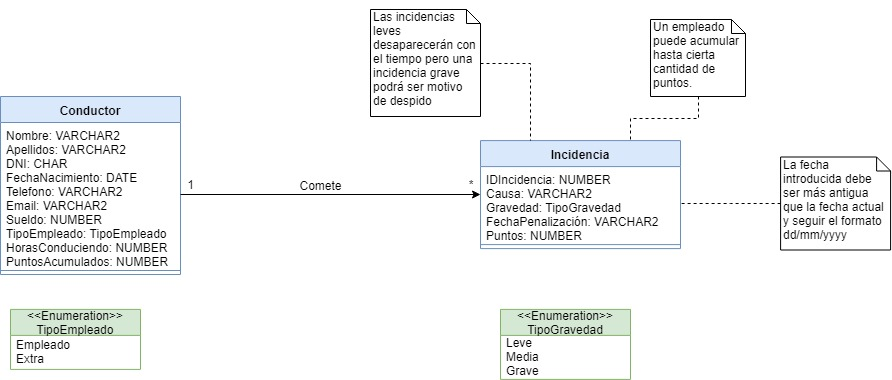 Las incidencias
leves
desaparecerán con
el tiempo pero una
incidencia grave
podrá ser motivo
de despido
Un empleado
puede acumular
hasta cierta
cantidad de
puntos.
Conductor
Nombre: VARCHAR2
Apellidos: VARCHAR2
DNI: CHAR
FechaNacimiento: DATE
Telefono: VARCHAR2
Email: VARCHAR2
Sueldo: NUMBER
TipoEmpleado: TipoEmpleado
HorasConduciendo: NUMBER
PuntosAcumulados: NUMBER
1
Comete
*
Incidencia
IDIncidencia: NUMBER
Causa: VARCHAR2
Gravedad: TipoGravedad
FechaPenalización: VARCHAR2
Puntos: NUMBER
La fecha
introducida debe
ser más antigua
que la fecha actual
y seguir el formato
dd/mm/yyyy
<<Enumeration>>
TipoEmpleado
Empleado
Extra
<<Enumeration>>
TipoGravedad
Leve
Media
Grave